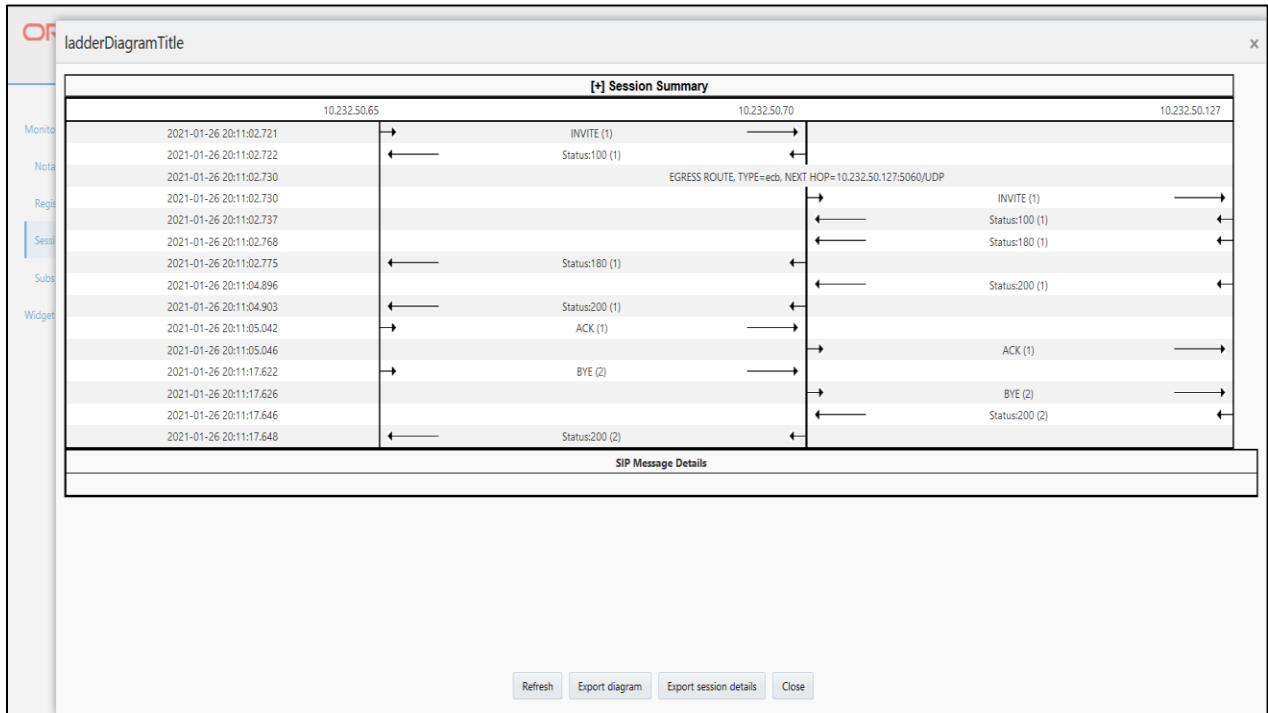 OR
ladderDiagramTitle x
[+] Session Summary
10.232.50.65 10.232.50.70 10.232.50.127
Monito
Nota
Regis
Sessi
Subs
Widget
2021-01-26 20:11:02.721 INVITE (1)
2021-01-26 20:11:02.722 Status:100 (1)
2021-01-26 20:11:02.730 EGRESS ROUTE, TYPE=ecb, NEXT HOP=10.232.50.127:5060/UDP
2021-01-26 20:11:02.730 INVITE (1)
2021-01-26 20:11:02.737 Status:100 (1)
2021-01-26 20:11:02.768 Status:180 (1)
2021-01-26 20:11:02.775 Status:180 (1)
2021-01-26 20:11:04.896 Status:200 (1)
2021-01-26 20:11:04.903 Status:200 (1)
2021-01-26 20:11:05.042 ACK (1)
2021-01-26 20:11:05.046 ACK (1)
2021-01-26 20:11:17.622 BYE (2)
2021-01-26 20:11:17.626 BYE (2)
2021-01-26 20:11:17.646 Status:200 (2)
2021-01-26 20:11:17.648 Status:200 (2)
SIP Message Details
Refresh Export diagram Export session details Close